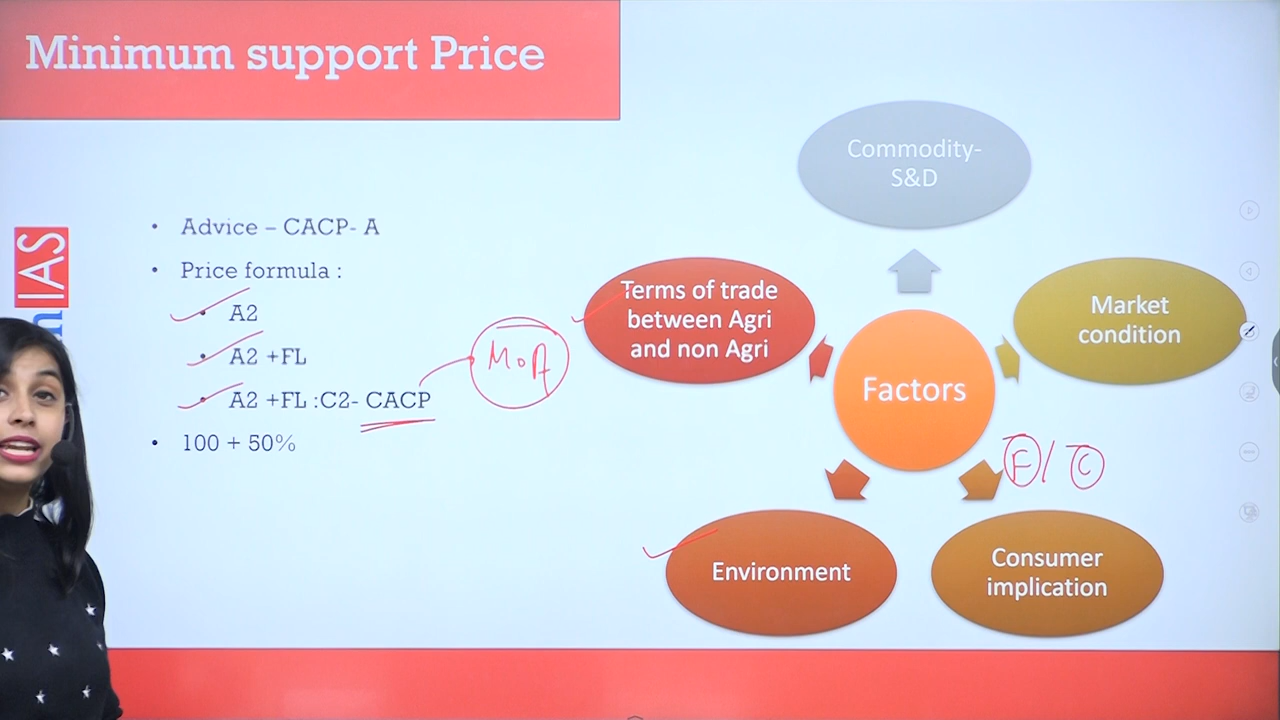 Minimum support Price
IAS
• Advice – CACP- A
• Price formula :
• A2
• A2 +FL
• A2 +FL :C2- CACP
• 100 + 50%
MoA
Commodity-
S&D
Terms of trade
between Agri
and non Agri
Market
condition
Factors
F/ C
Environment
Consumer
implication